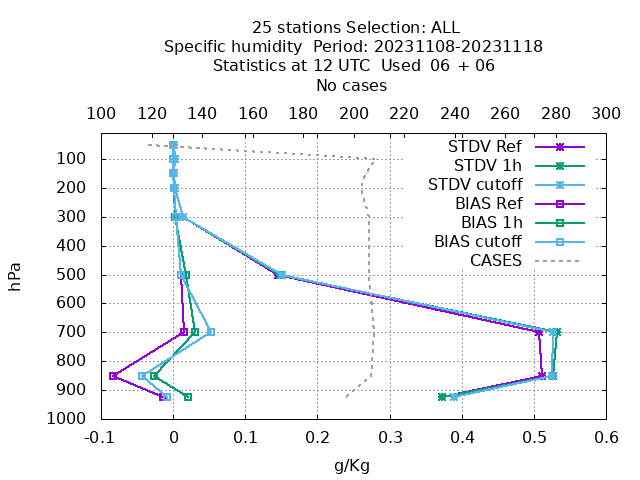 25 stations Selection: ALL
Specific humidity  Period: 20231108-20231118
Statistics at 12 UTC  Used  06 + 06
No cases
100 120 140 160 180 200 220 240 260 280 300
STDV Ref
STDV 1h
STDV cutoff
BIAS Ref
BIAS 1h
BIAS cutoff
CASES
hPa
100
200
300
400
500
600
700
800
900
1000
-0.1 0 0.1 0.2 0.3 0.4 0.5 0.6
g/Kg